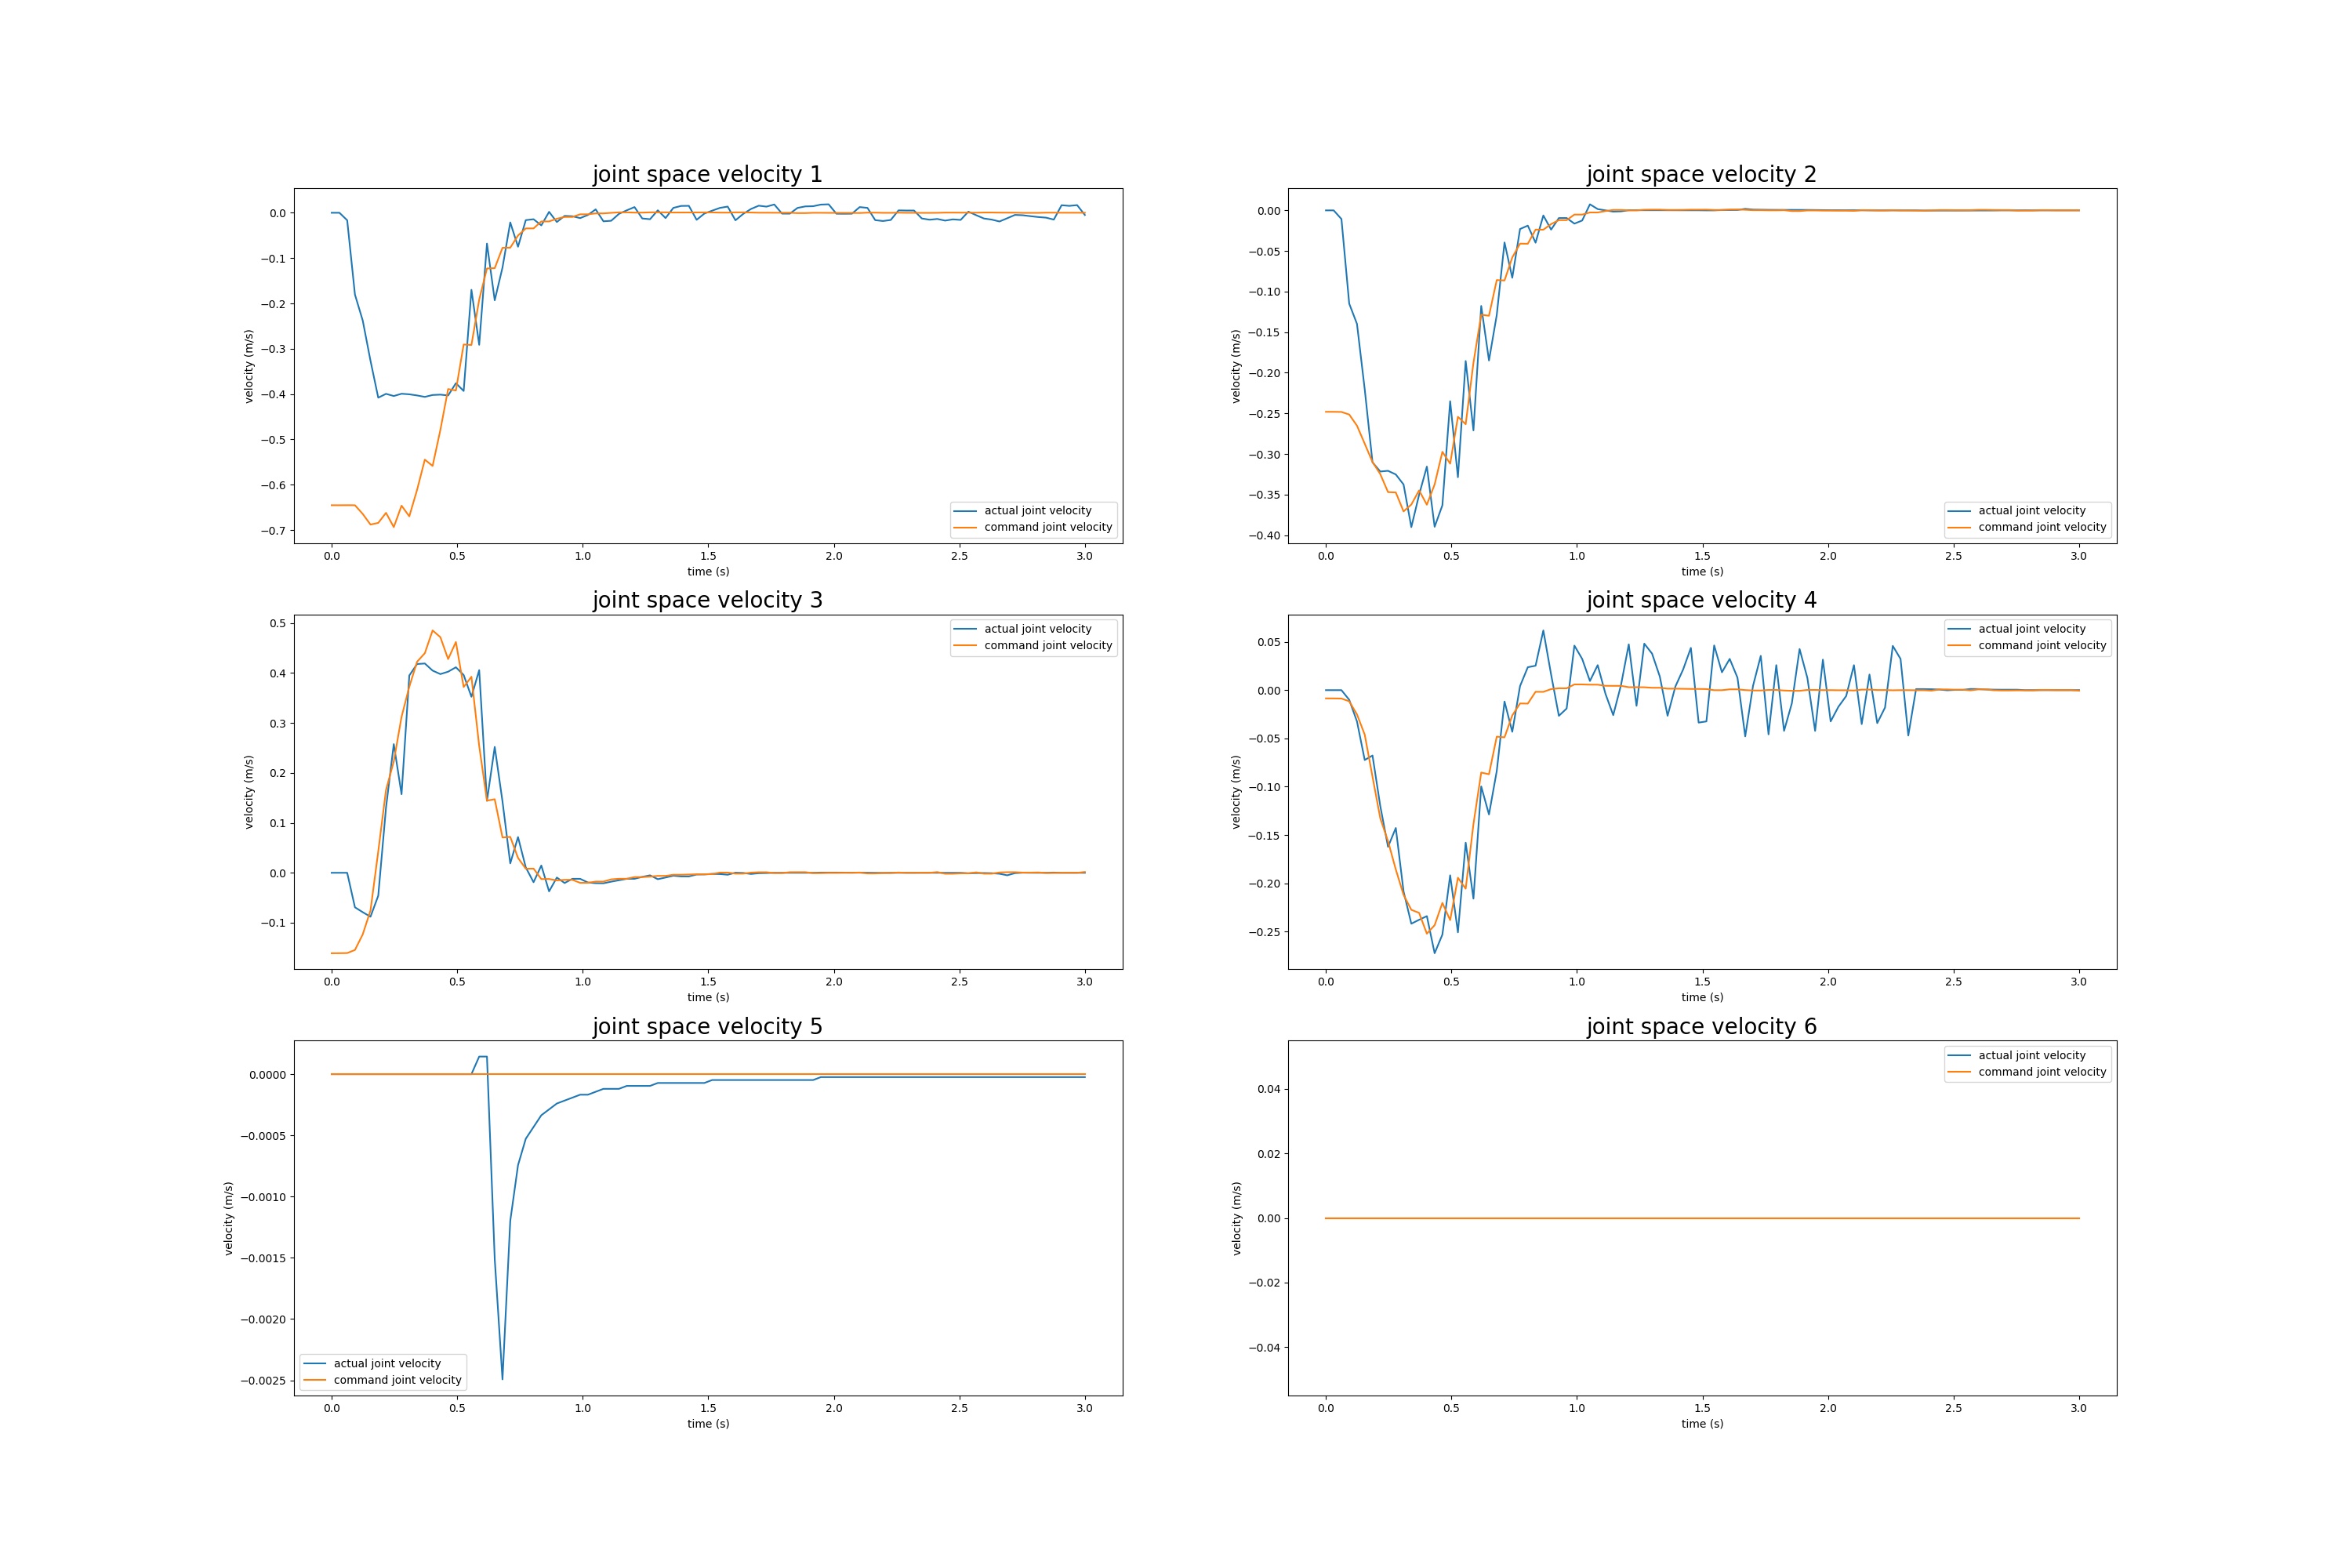 joint space velocity 1
0.0
−0.1
−0.2
−0.3
−0.4
−0.5
−0.6
−0.7
velocity (m/s)
actual joint velocity
command joint velocity
0.0 0.5 1.0 1.5 2.0 2.5 3.0
time (s)
joint space velocity 2
0.00
−0.05
−0.10
−0.15
−0.20
−0.25
−0.30
−0.35
−0.40
velocity (m/s)
actual joint velocity
command joint velocity
0.0 0.5 1.0 1.5 2.0 2.5 3.0
time (s)
joint space velocity 3
0.5
0.4
0.3
0.2
0.1
0.0
−0.1
velocity (m/s)
actual joint velocity
command joint velocity
0.0 0.5 1.0 1.5 2.0 2.5 3.0
time (s)
joint space velocity 4
0.05
0.00
−0.05
−0.10
−0.15
−0.20
−0.25
velocity (m/s)
actual joint velocity
command joint velocity
0.0 0.5 1.0 1.5 2.0 2.5 3.0
time (s)
joint space velocity 5
0.0000
−0.0005
−0.0010
−0.0015
−0.0020
−0.0025
velocity (m/s)
actual joint velocity
command joint velocity
0.0 0.5 1.0 1.5 2.0 2.5 3.0
time (s)
joint space velocity 6
0.04
0.02
0.00
−0.02
−0.04
velocity (m/s)
actual joint velocity
command joint velocity
0.0 0.5 1.0 1.5 2.0 2.5 3.0
time (s)